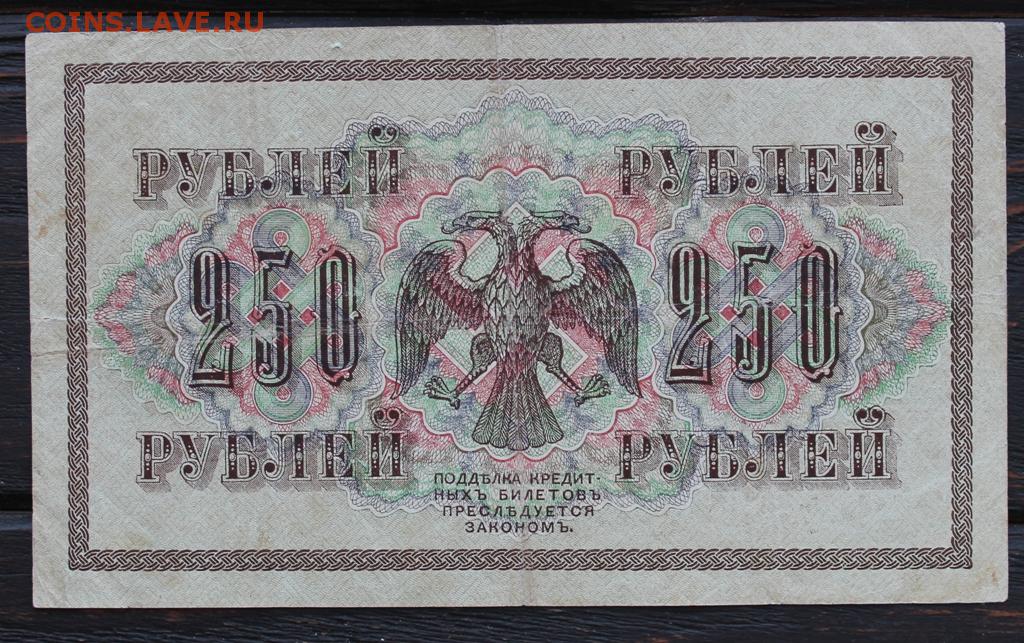 COINS.LAVE.RU
РУБЛЕЙ РУБЛЕЙ
250 250
РУБЛЕЙ РУБЛЕЙ
ПОДДѢЛКА КРЕДИТ-
НЫХЪ БИЛЕТОВЪ
ПРЕСЛѢДУЕТСЯ
ЗАКОНОМЪ.